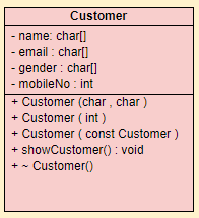 Customer
- name: char[]
- email : char[]
- gender : char[]
- mobileNo : int
+ Customer (char , char )
+ Customer ( int )
+ Customer ( const Customer )
+ showCustomer() : void
+ ~ Customer()